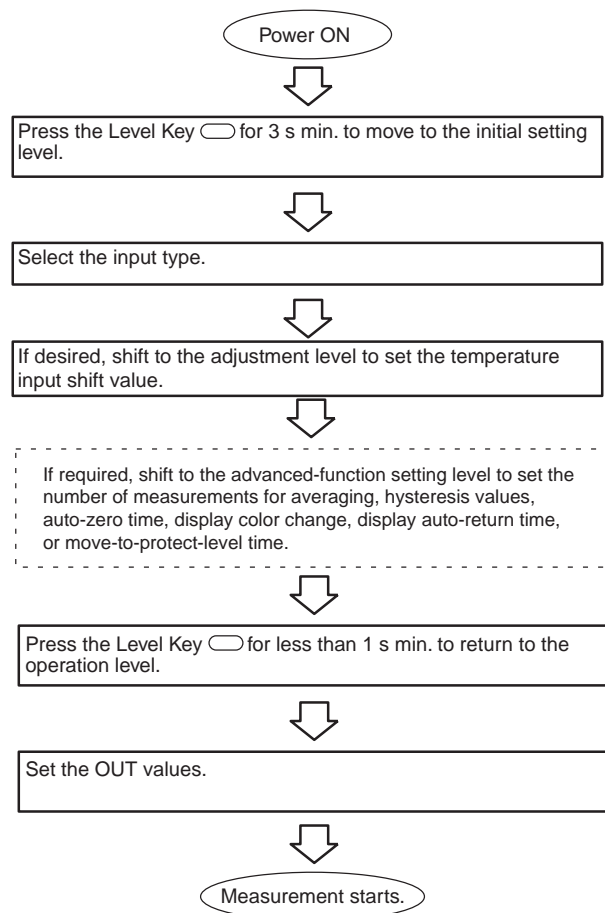 Power ON
Press the Level Key for 3 s min. to move to the initial setting
level.
Select the input type.
If desired, shift to the adjustment level to set the temperature
input shift value.
If required, shift to the advanced-function setting level to set the
number of measurements for averaging, hysteresis values,
auto-zero time, display color change, display auto-return time,
or move-to-protect-level time.
Press the Level Key for less than 1 s min. to return to the
operation level.
Set the OUT values.
Measurement starts.